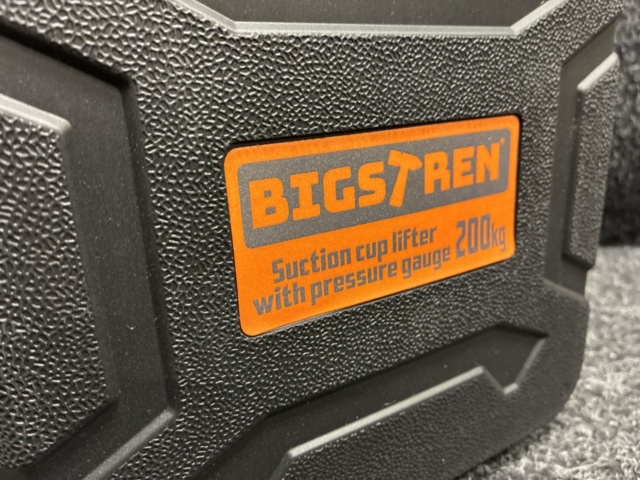 BIGSTREN
Suction cup lifter
with pressure gauge 200kg